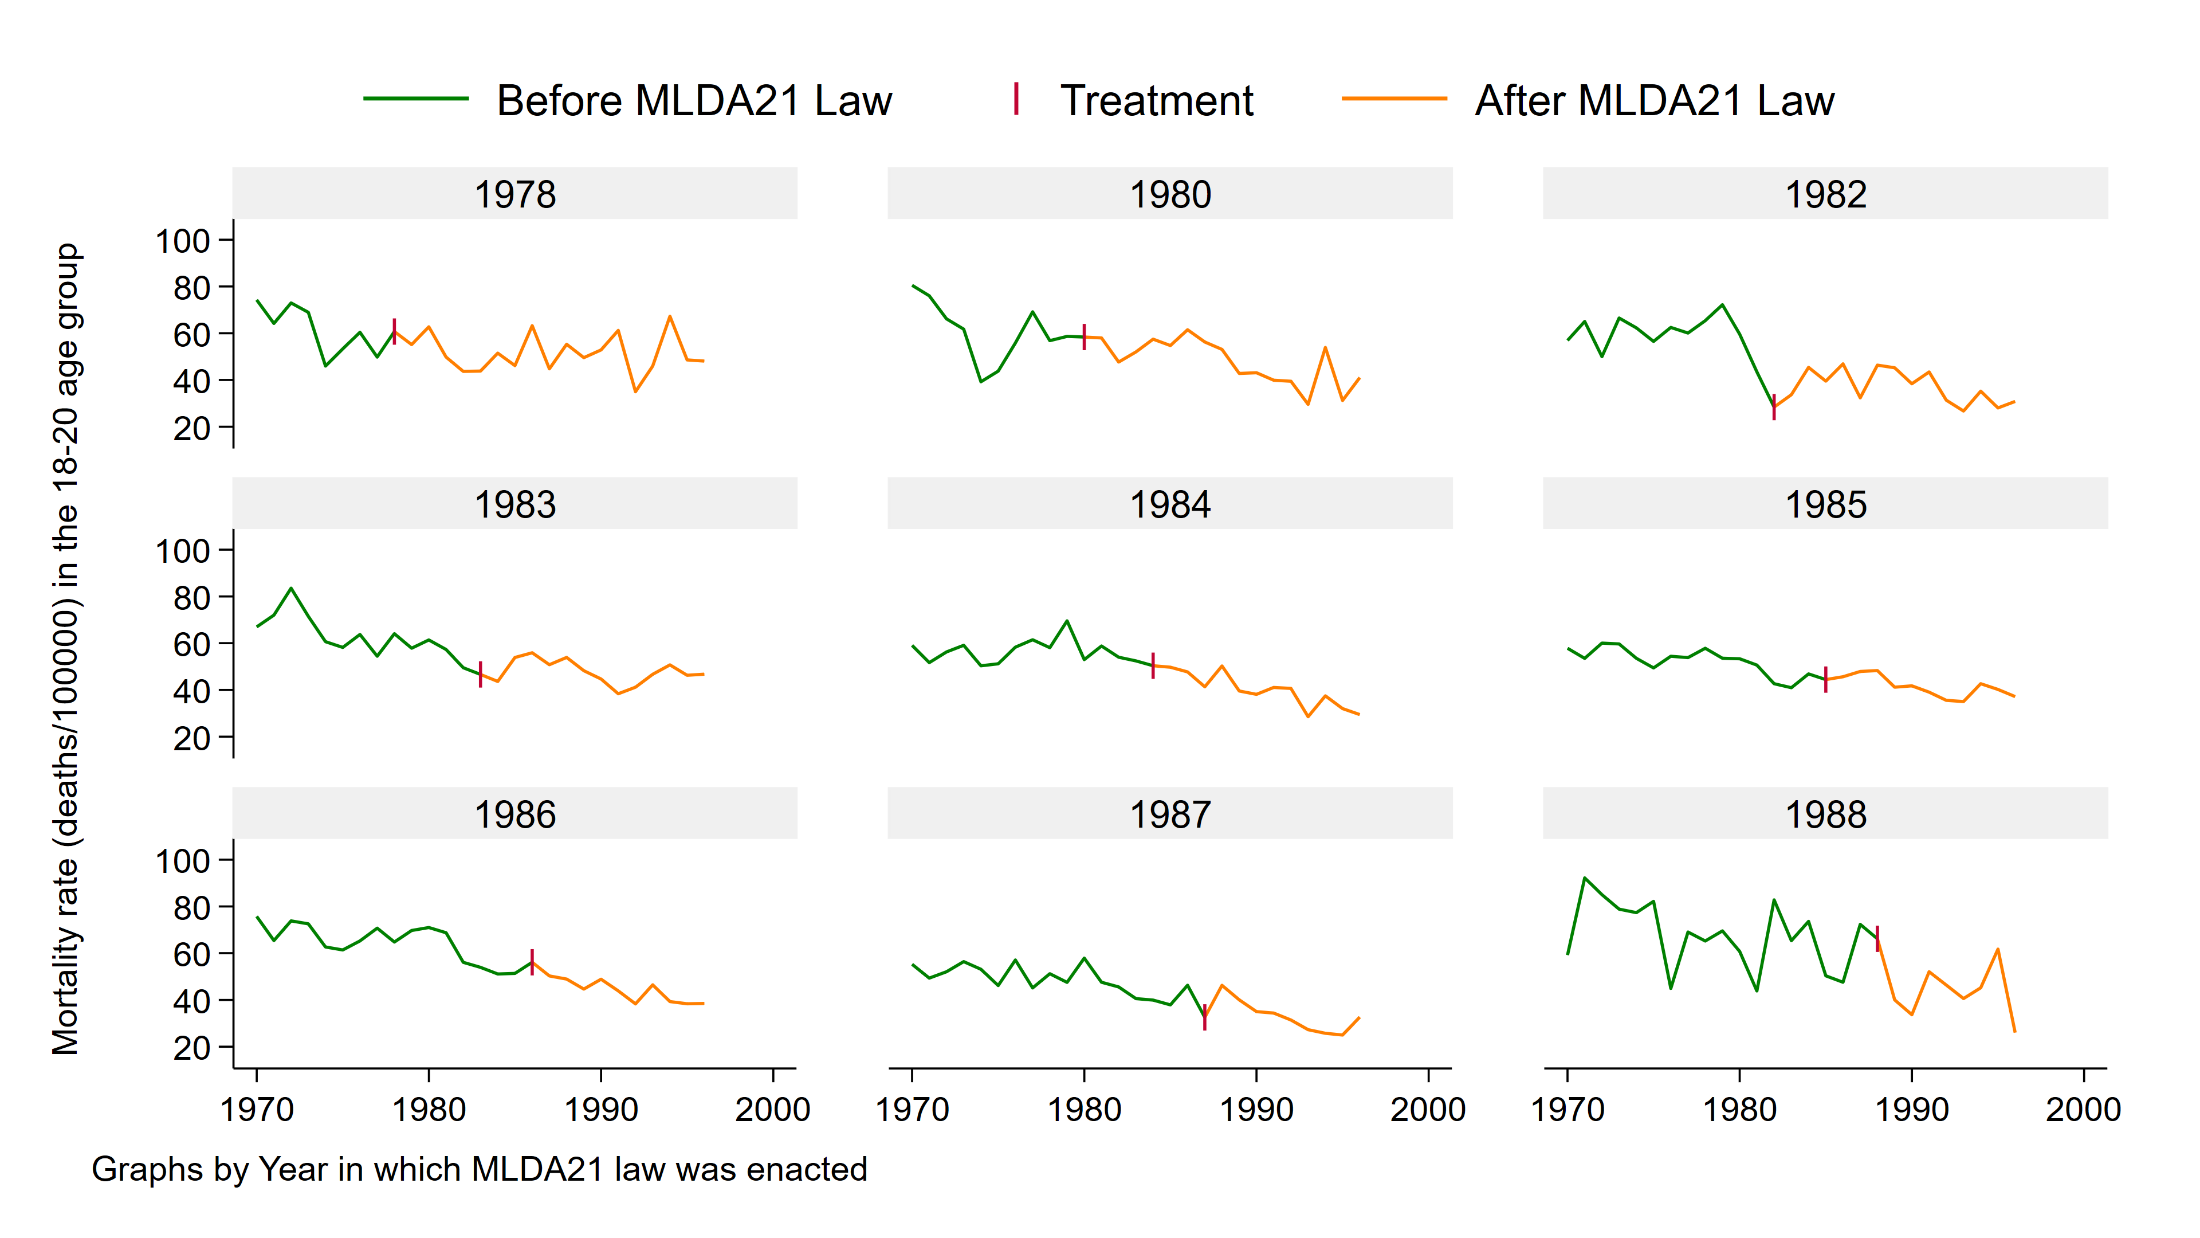 Before MLDA21 Law Treatment After MLDA21 Law
Mortality rate (deaths/100000) in the 18-20 age group
1978 1980 1982
100
80
60
40
20
1983 1984 1985
100
80
60
40
20
1986 1987 1988
100
80
60
40
20
1970 1980 1990 2000 1970 1980 1990 2000 1970 1980 1990 2000
Graphs by Year in which MLDA21 law was enacted